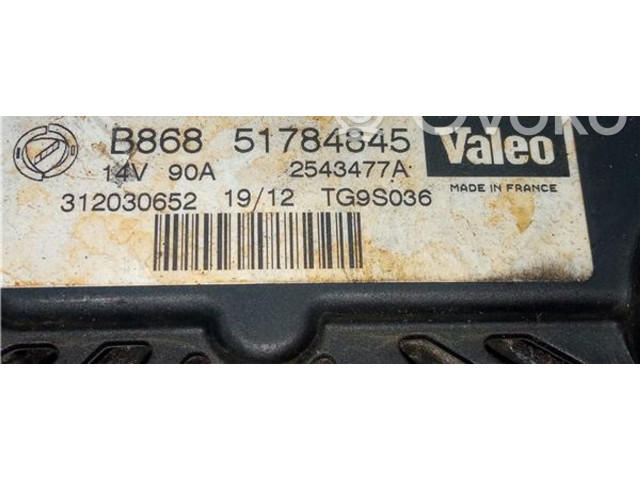 B868 51784845 Valeo
14V 90A 2543477A
MADE IN FRANCE
312030652 19/12 TG9S036